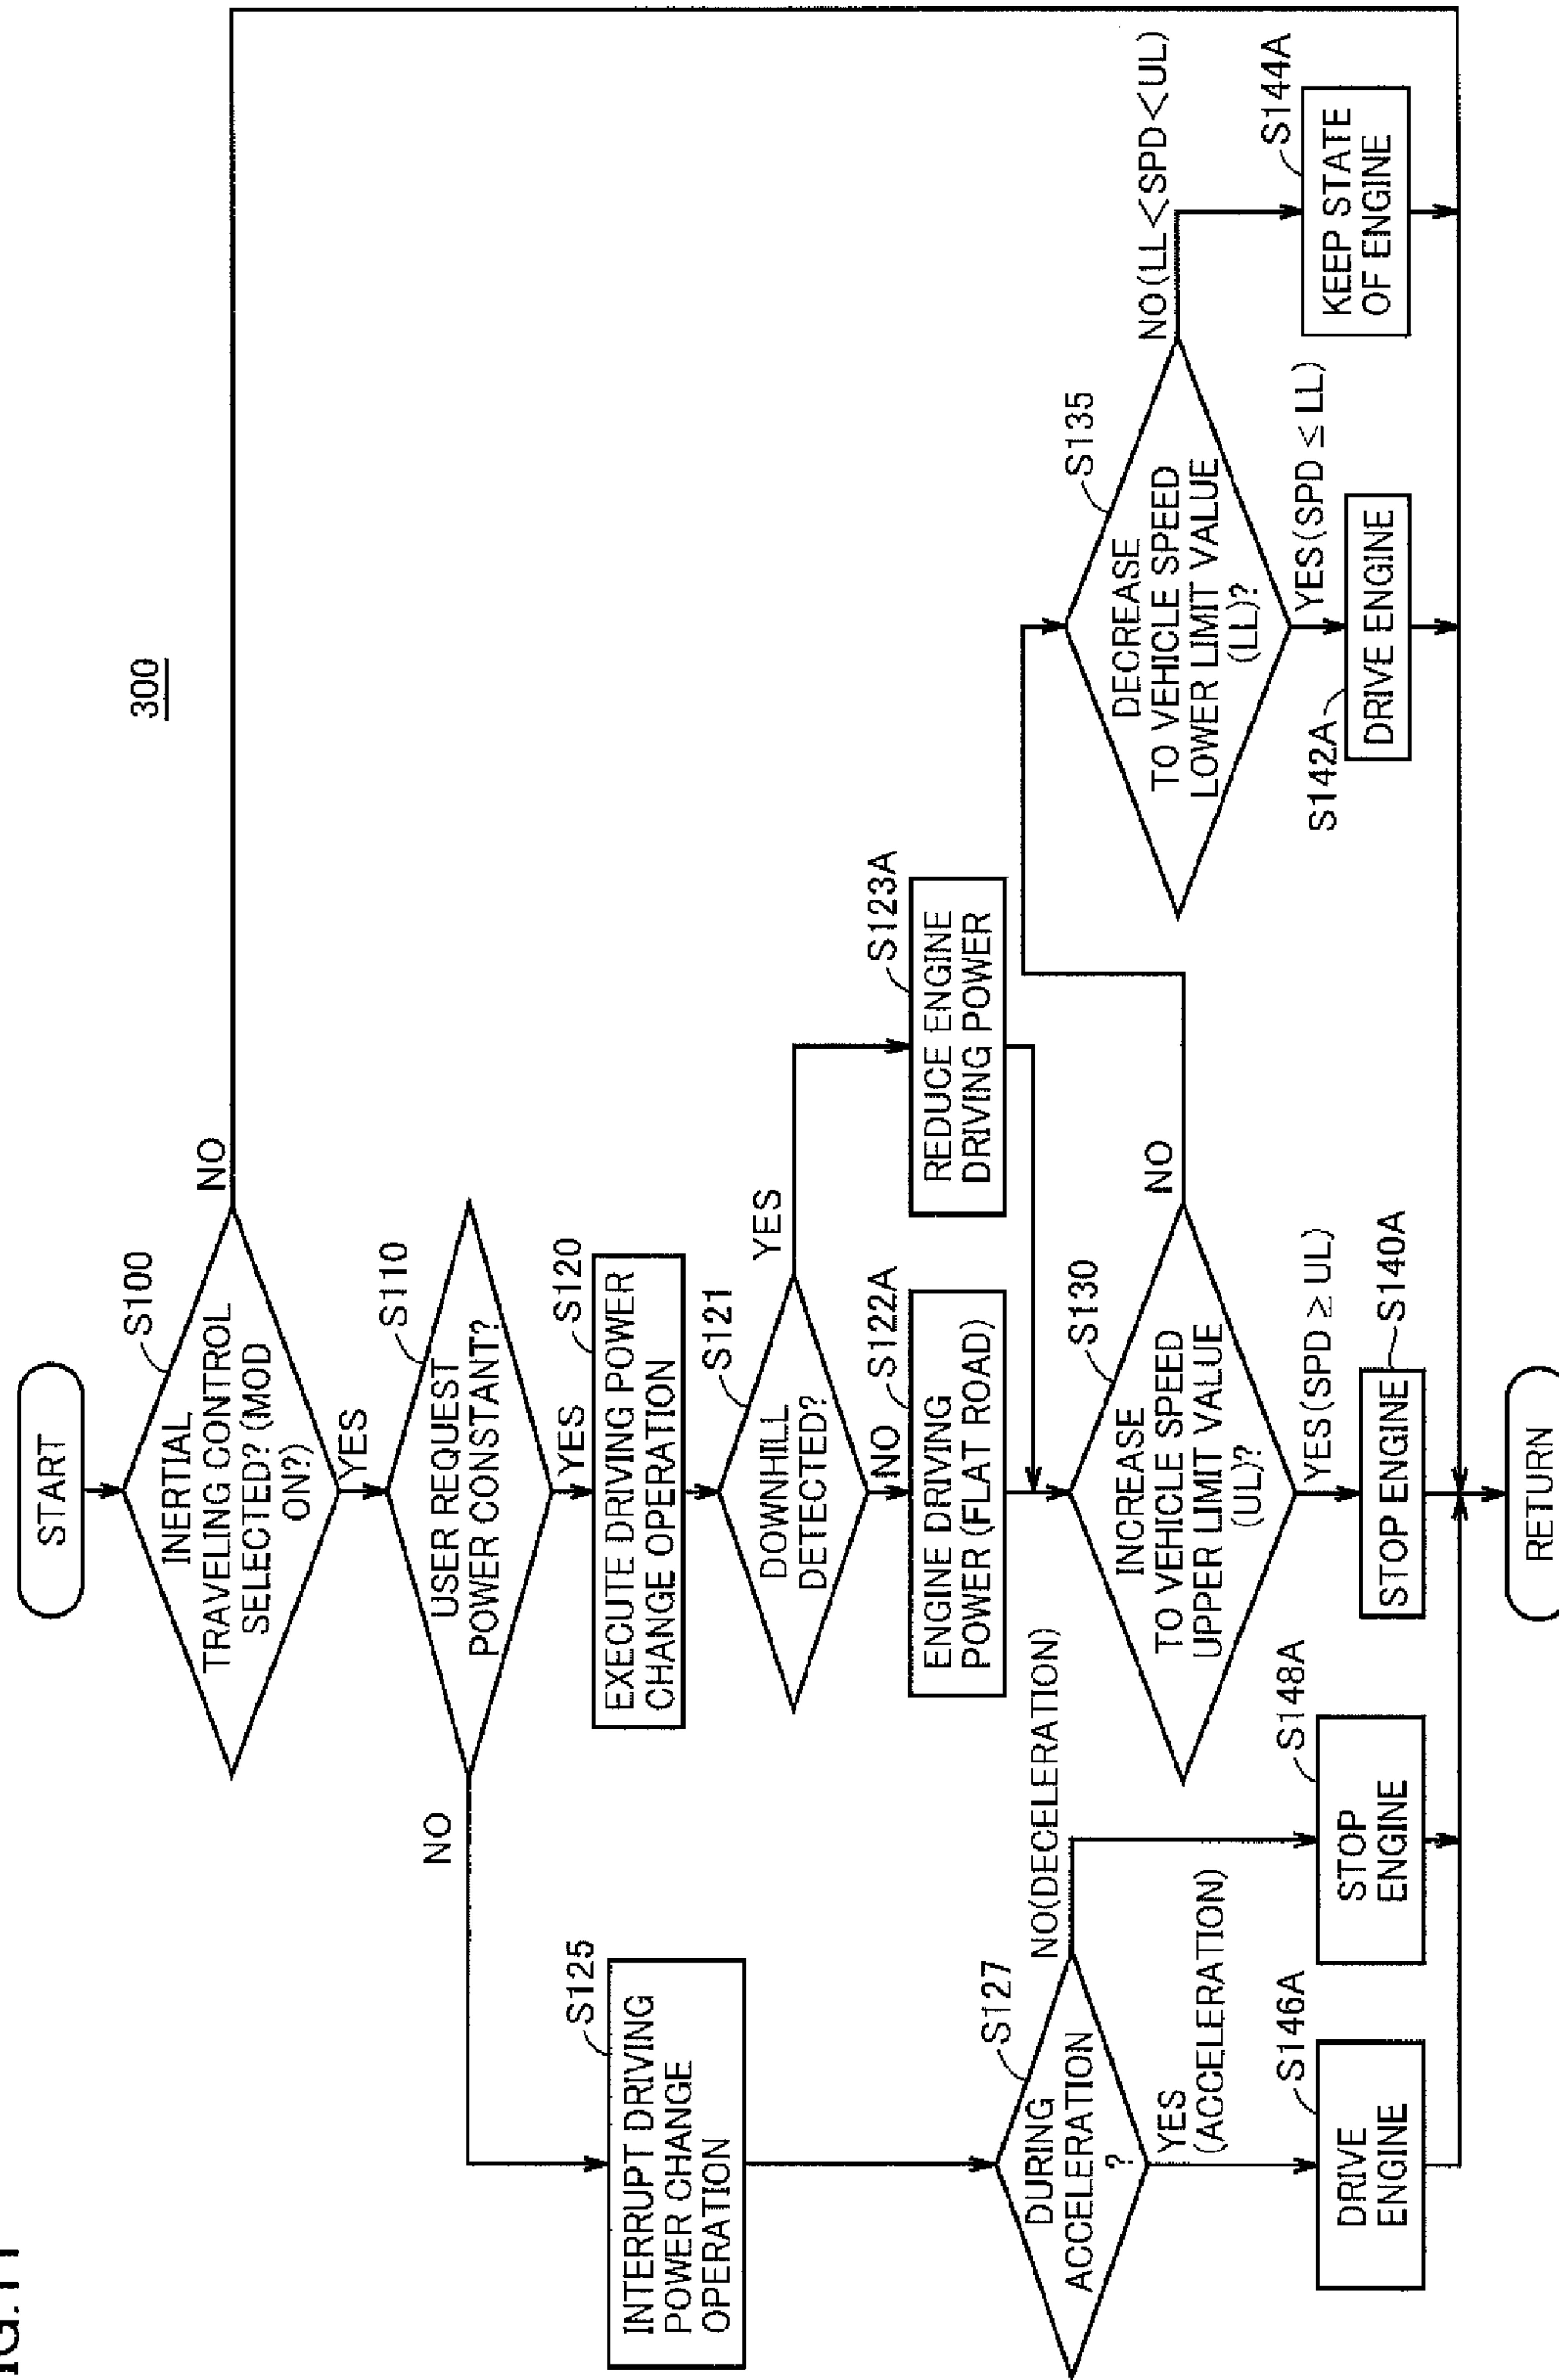 FIG. 11
300
START
INERTIAL
TRAVELING CONTROL
SELECTED? (MOD
ON?)
S100
NO
YES
USER REQUEST
POWER CONSTANT?
S110
NO
YES
EXECUTE DRIVING POWER
CHANGE OPERATION
S120
DOWNHILL
DETECTED?
S121
YES
NO
ENGINE DRIVING
POWER (FLAT ROAD)
S122A
REDUCE ENGINE
DRIVING POWER
S123A
INTERRUPT DRIVING
POWER CHANGE
OPERATION
S125
DURING
ACCELERATION
?
S127
NO(DECELERATION)
YES
(ACCELERATION)
INCREASE
TO VEHICLE SPEED
UPPER LIMIT VALUE
(UL)?
S130
NO
YES(SPD ≥ UL)
DECREASE
TO VEHICLE SPEED
LOWER LIMIT VALUE
(LL)?
S135
NO(LL<SPD<UL)
YES(SPD ≤ LL)
DRIVE
ENGINE
S146A
STOP
ENGINE
S148A
STOP ENGINE
S140A
DRIVE ENGINE
S142A
KEEP STATE
OF ENGINE
S144A
RETURN